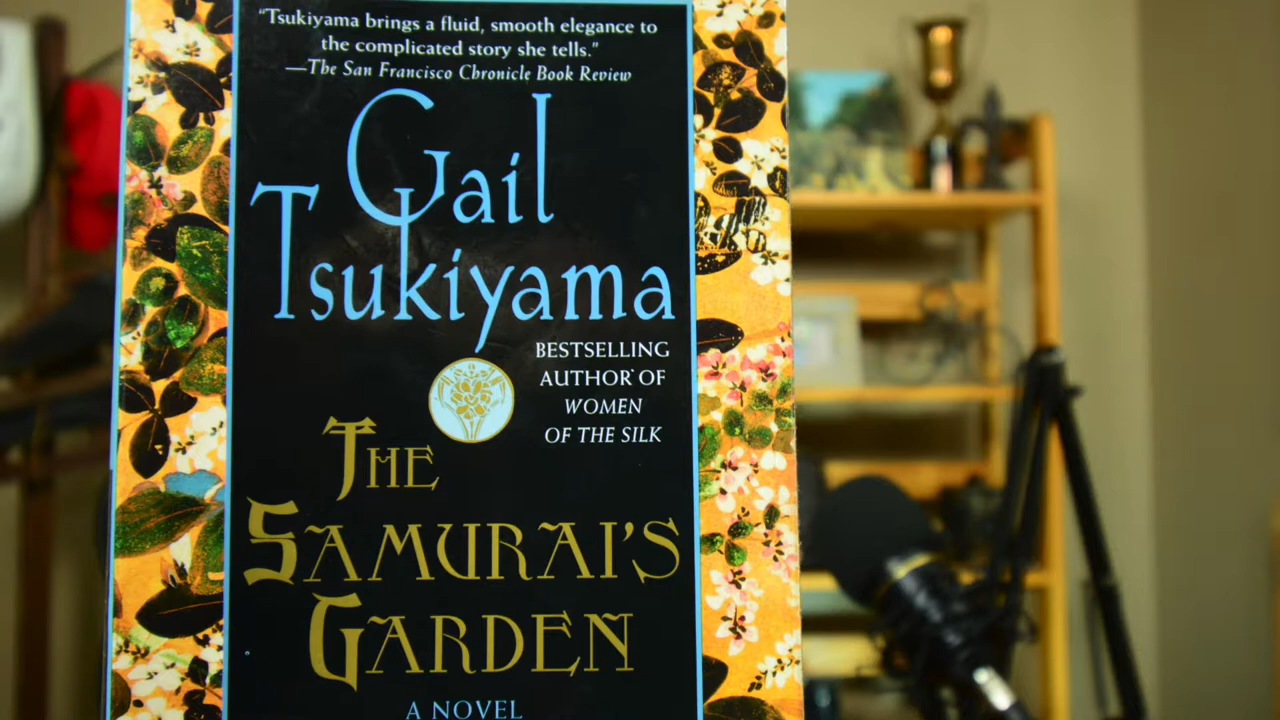 "Tsukiyama brings a fluid, smooth elegance to
the complicated story she tells."
—The San Francisco Chronicle Book Review
Gail
Tsukiyama
BESTSELLING
AUTHOR OF
WOMEN
OF THE SILK
THE
SAMURAI'S
GARDEN
A NOVEL